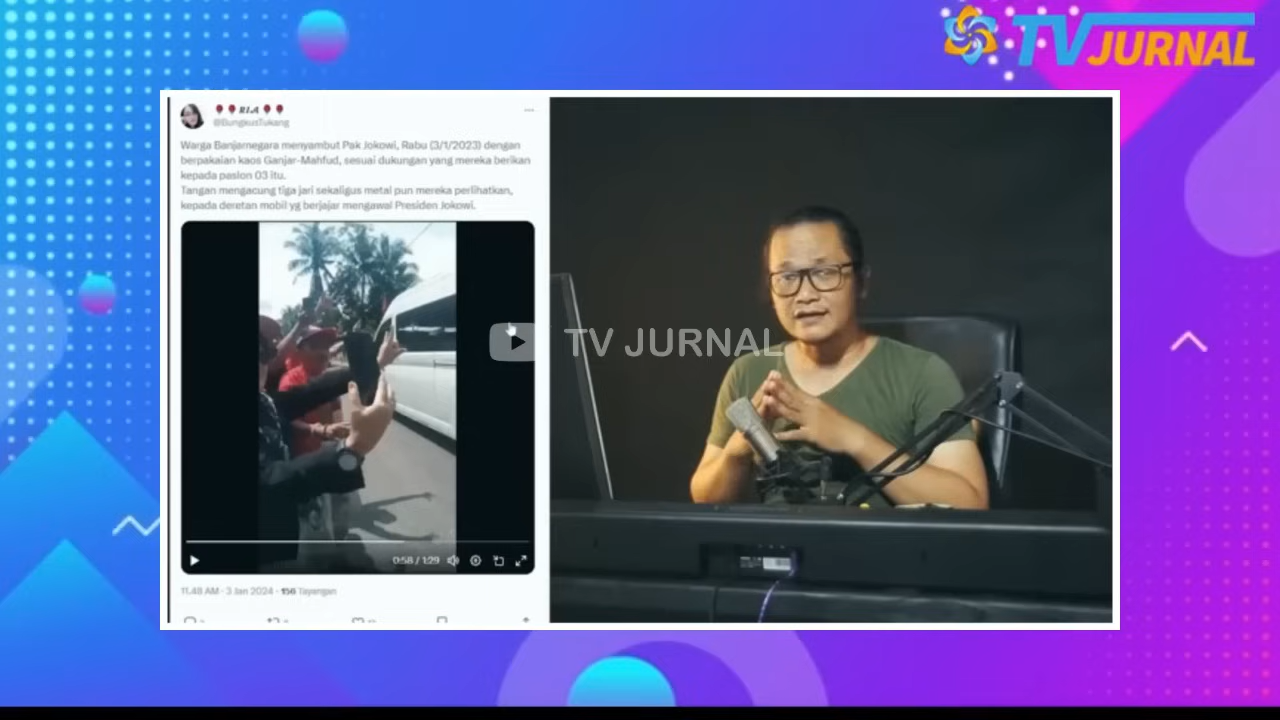 TV JURNAL
RIA
@BungkusTukang
Warga Banjarnegara menyambut Pak Jokowi, Rabu (3/1/2023) dengan
berpakaian kaos Ganjar-Mahfud, sesuai dukungan yang mereka berikan
kepada paslon 03 itu.
Tangan mengacung tiga jari sekaligus metal pun mereka perlihatkan,
kepada deretan mobil yg berjajar mengawal Presiden Jokowi.
TV JURNAL
0:58 / 1:29
11.48 AM · 3 Jan 2024 · 156 Tayangan